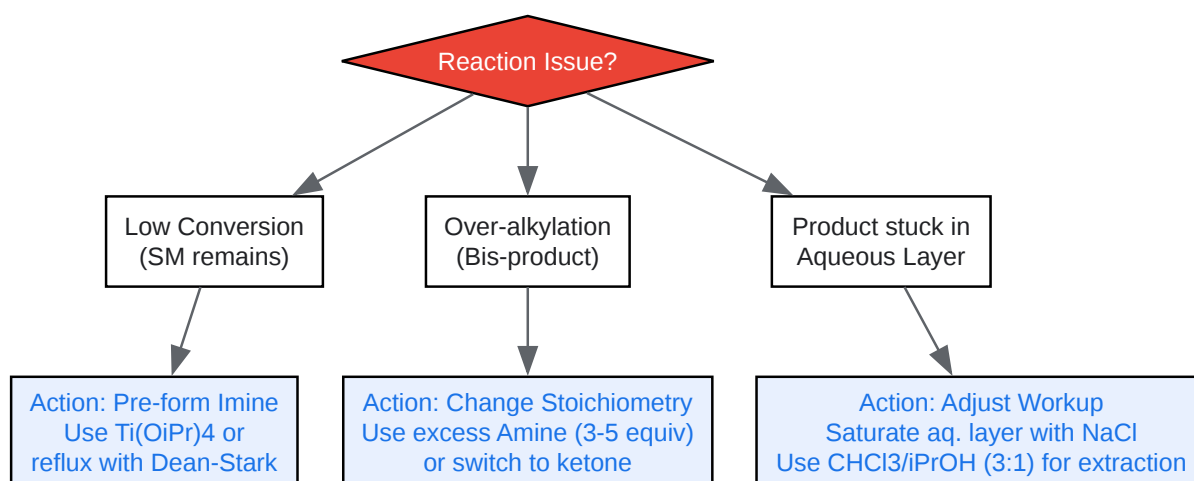 Reaction Issue?
Low Conversion
(SM remains)
Over-alkylation
(Bis-product)
Product stuck in
Aqueous Layer
Action: Pre-form Imine
Use Ti(OiPr)4 or
reflux with Dean-Stark
Action: Change Stoichiometry
Use excess Amine (3-5 equiv)
or switch to ketone
Action: Adjust Workup
Saturate aq. layer with NaCl
Use CHCl3/iPrOH (3:1) for extraction